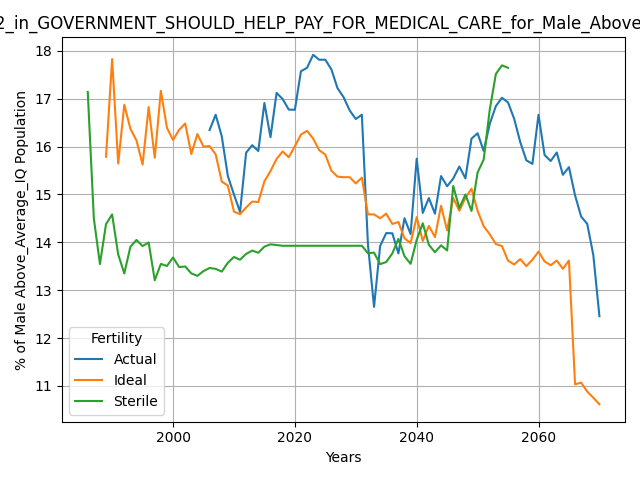 2_in_GOVERNMENT_SHOULD_HELP_PAY_FOR_MEDICAL_CARE_for_Male_Above
% of Male Above_Average_IQ Population
18
17
16
15
14
13
12
11
Fertility
Actual
Ideal
Sterile
2000
2020
2040
2060
Years